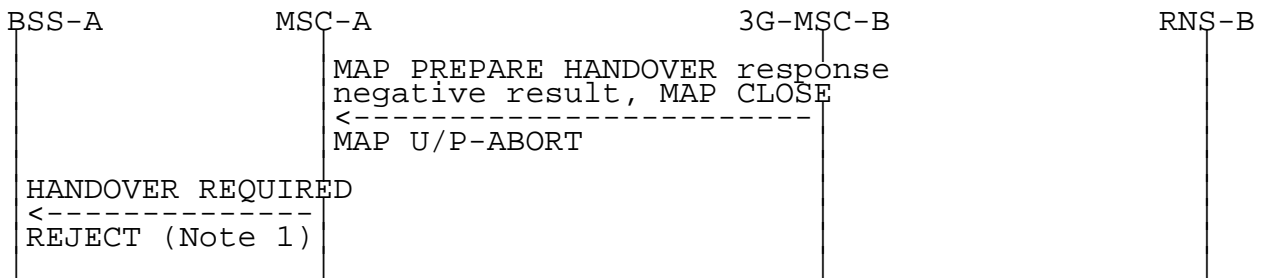 BSS-A MSC-A 3G-MSC-B RNS-B
MAP PREPARE HANDOVER response
negative result, MAP CLOSE
<------------------------
MAP U/P-ABORT
HANDOVER REQUIRED
<--------------
REJECT (Note 1)